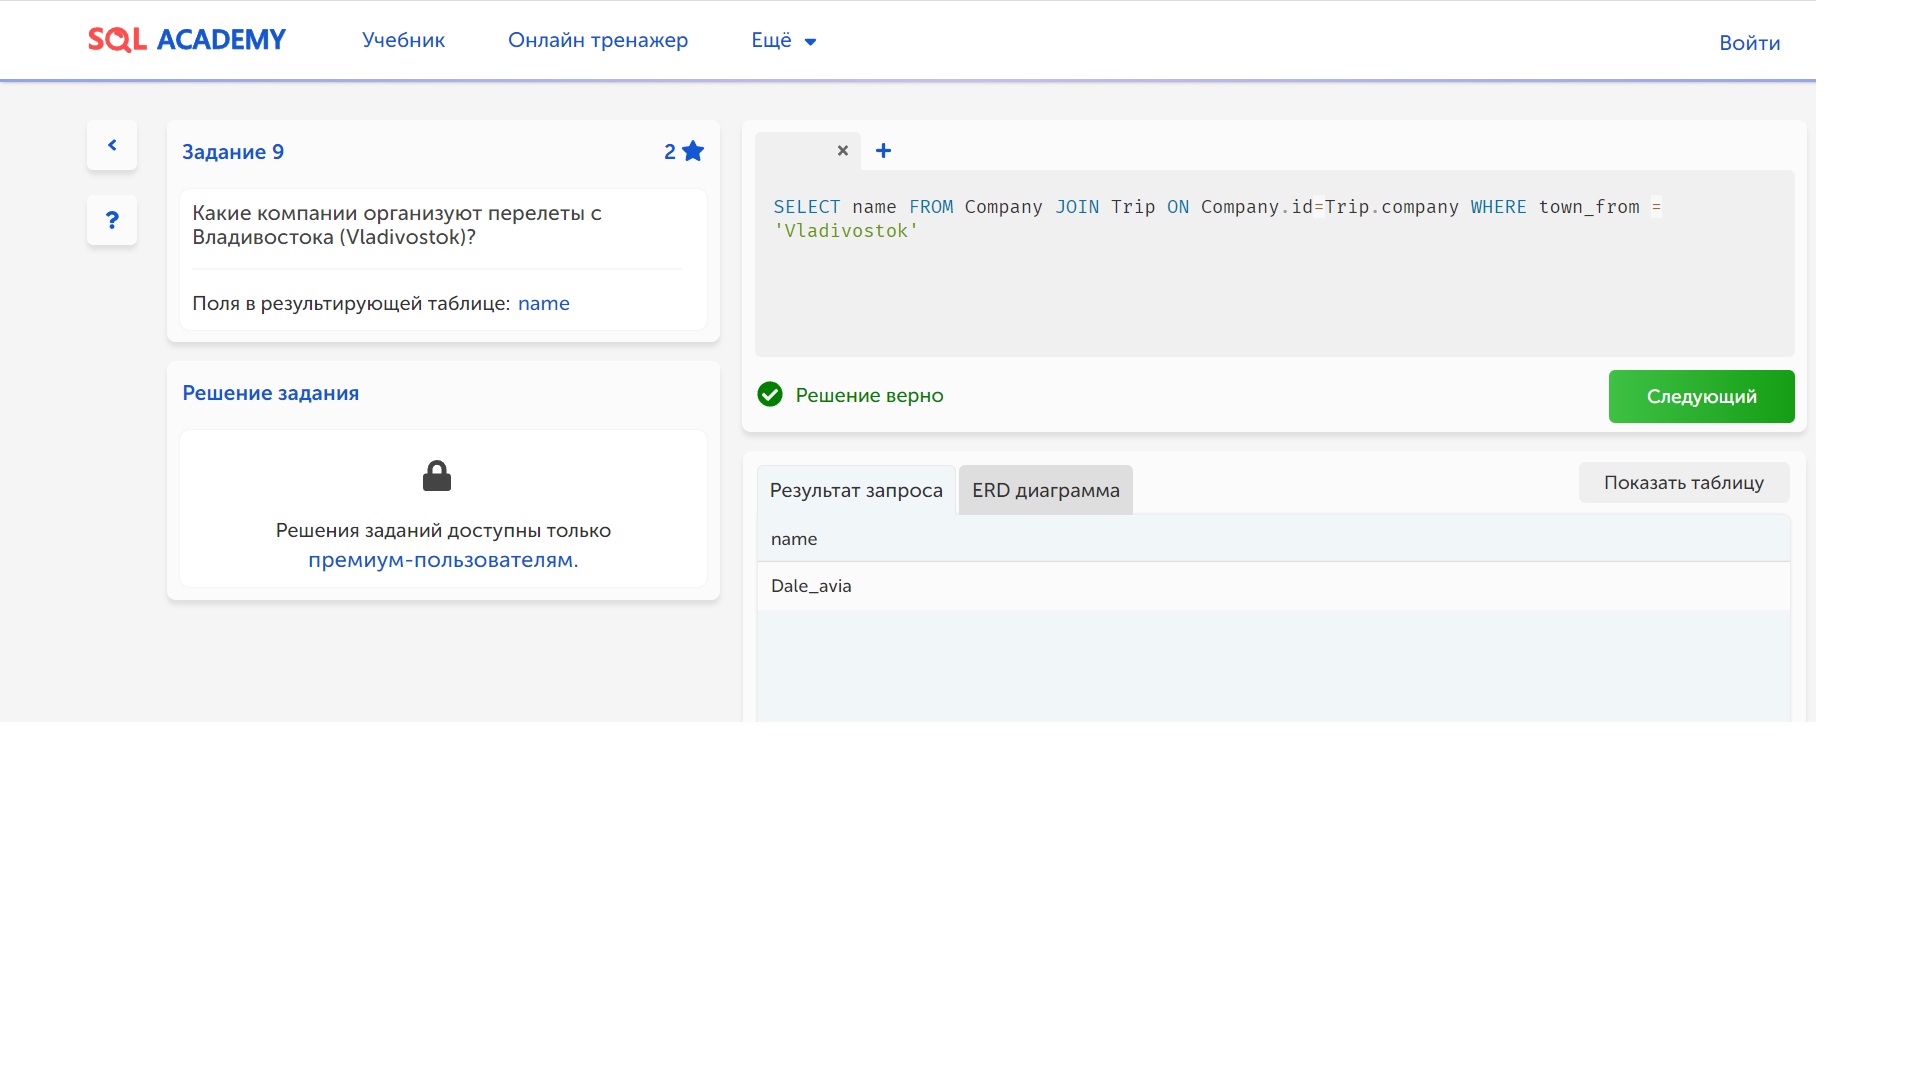 SQL ACADEMY
Учебник
Онлайн тренажер
Ещё
Войти
Задание 9
2
Какие компании организуют перелеты с
Владивостока (Vladivostok)?
Поля в результирующей таблице: name
Решение задания
Решения заданий доступны только
премиум-пользователям.
SELECT name FROM Company JOIN Trip ON Company.id=Trip.company WHERE town_from =
'Vladivostok'
Решение верно
Следующий
Результат запроса
ERD диаграмма
Показать таблицу
name
Dale_avia